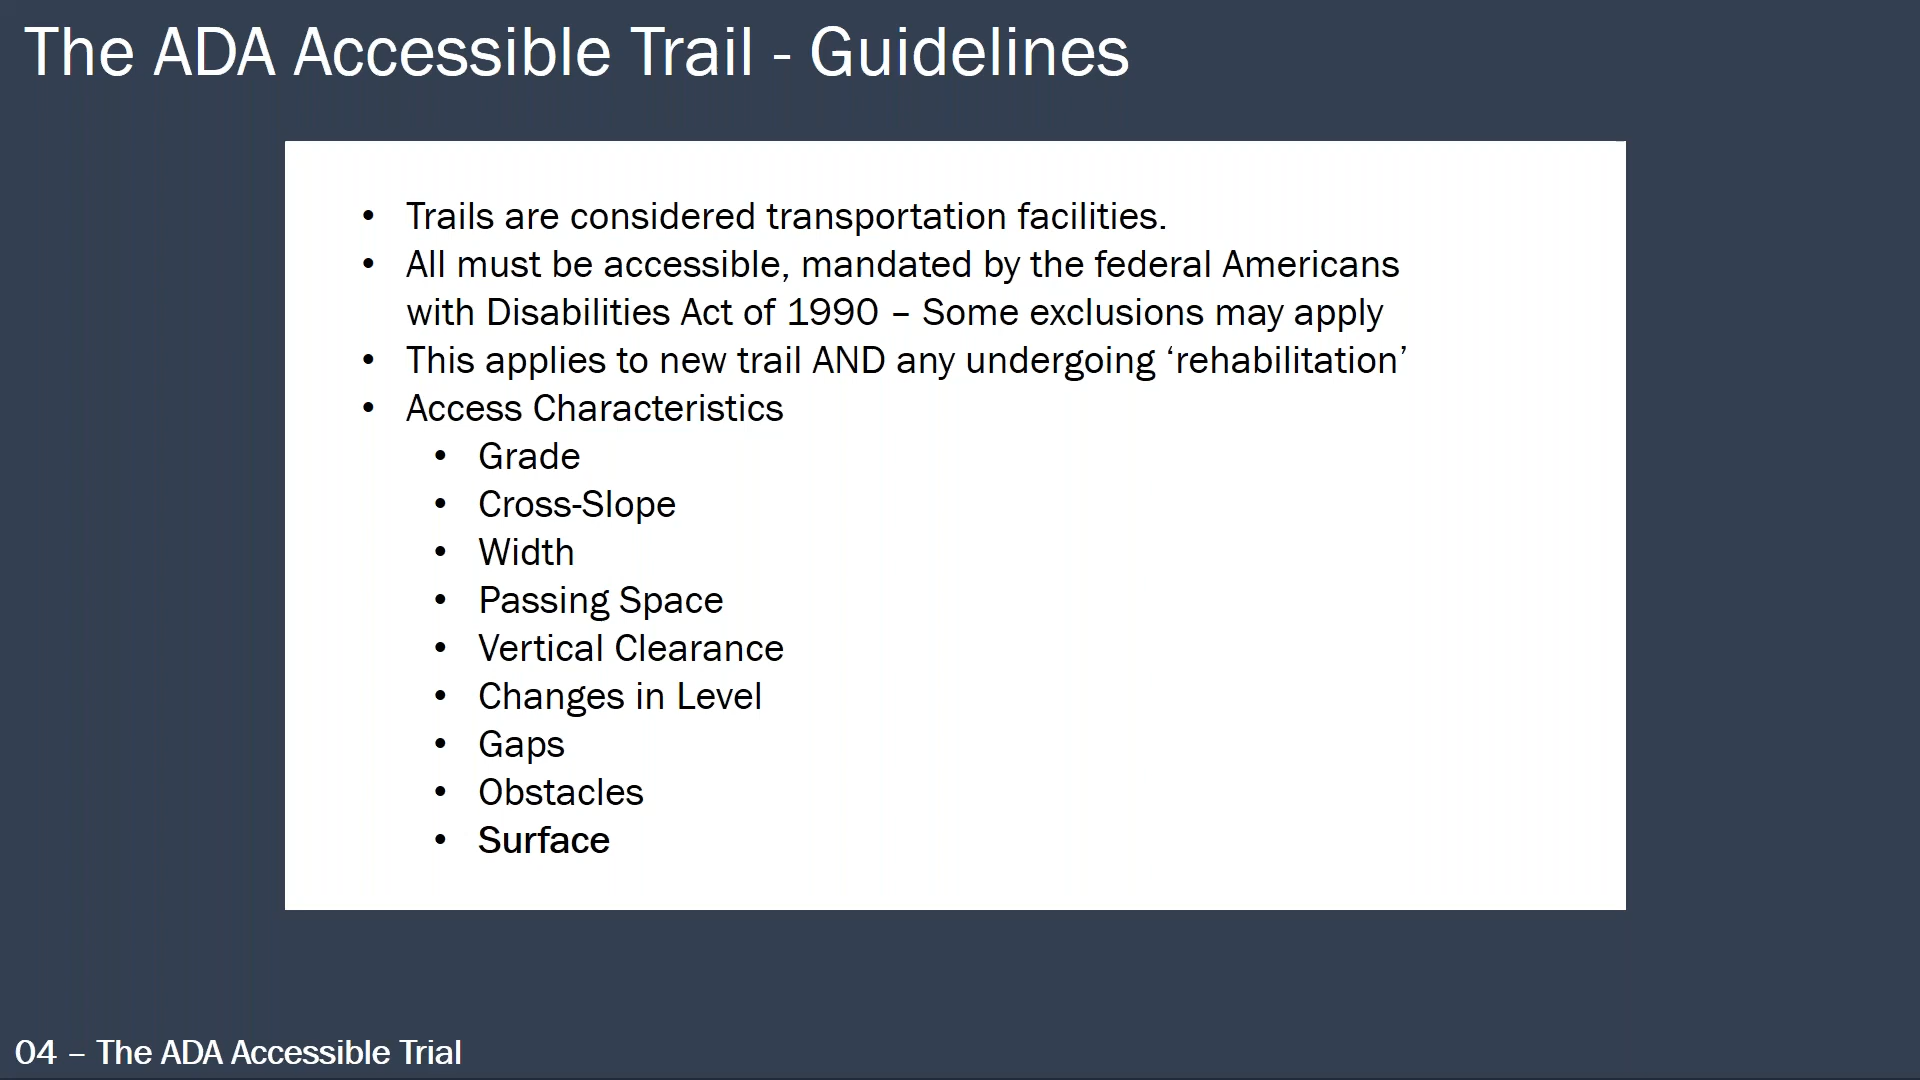 The ADA Accessible Trail - Guidelines
• Trails are considered transportation facilities.
• All must be accessible, mandated by the federal Americans
with Disabilities Act of 1990 – Some exclusions may apply
• This applies to new trail AND any undergoing ‘rehabilitation’
• Access Characteristics
• Grade
• Cross-Slope
• Width
• Passing Space
• Vertical Clearance
• Changes in Level
• Gaps
• Obstacles
• Surface
04 – The ADA Accessible Trial